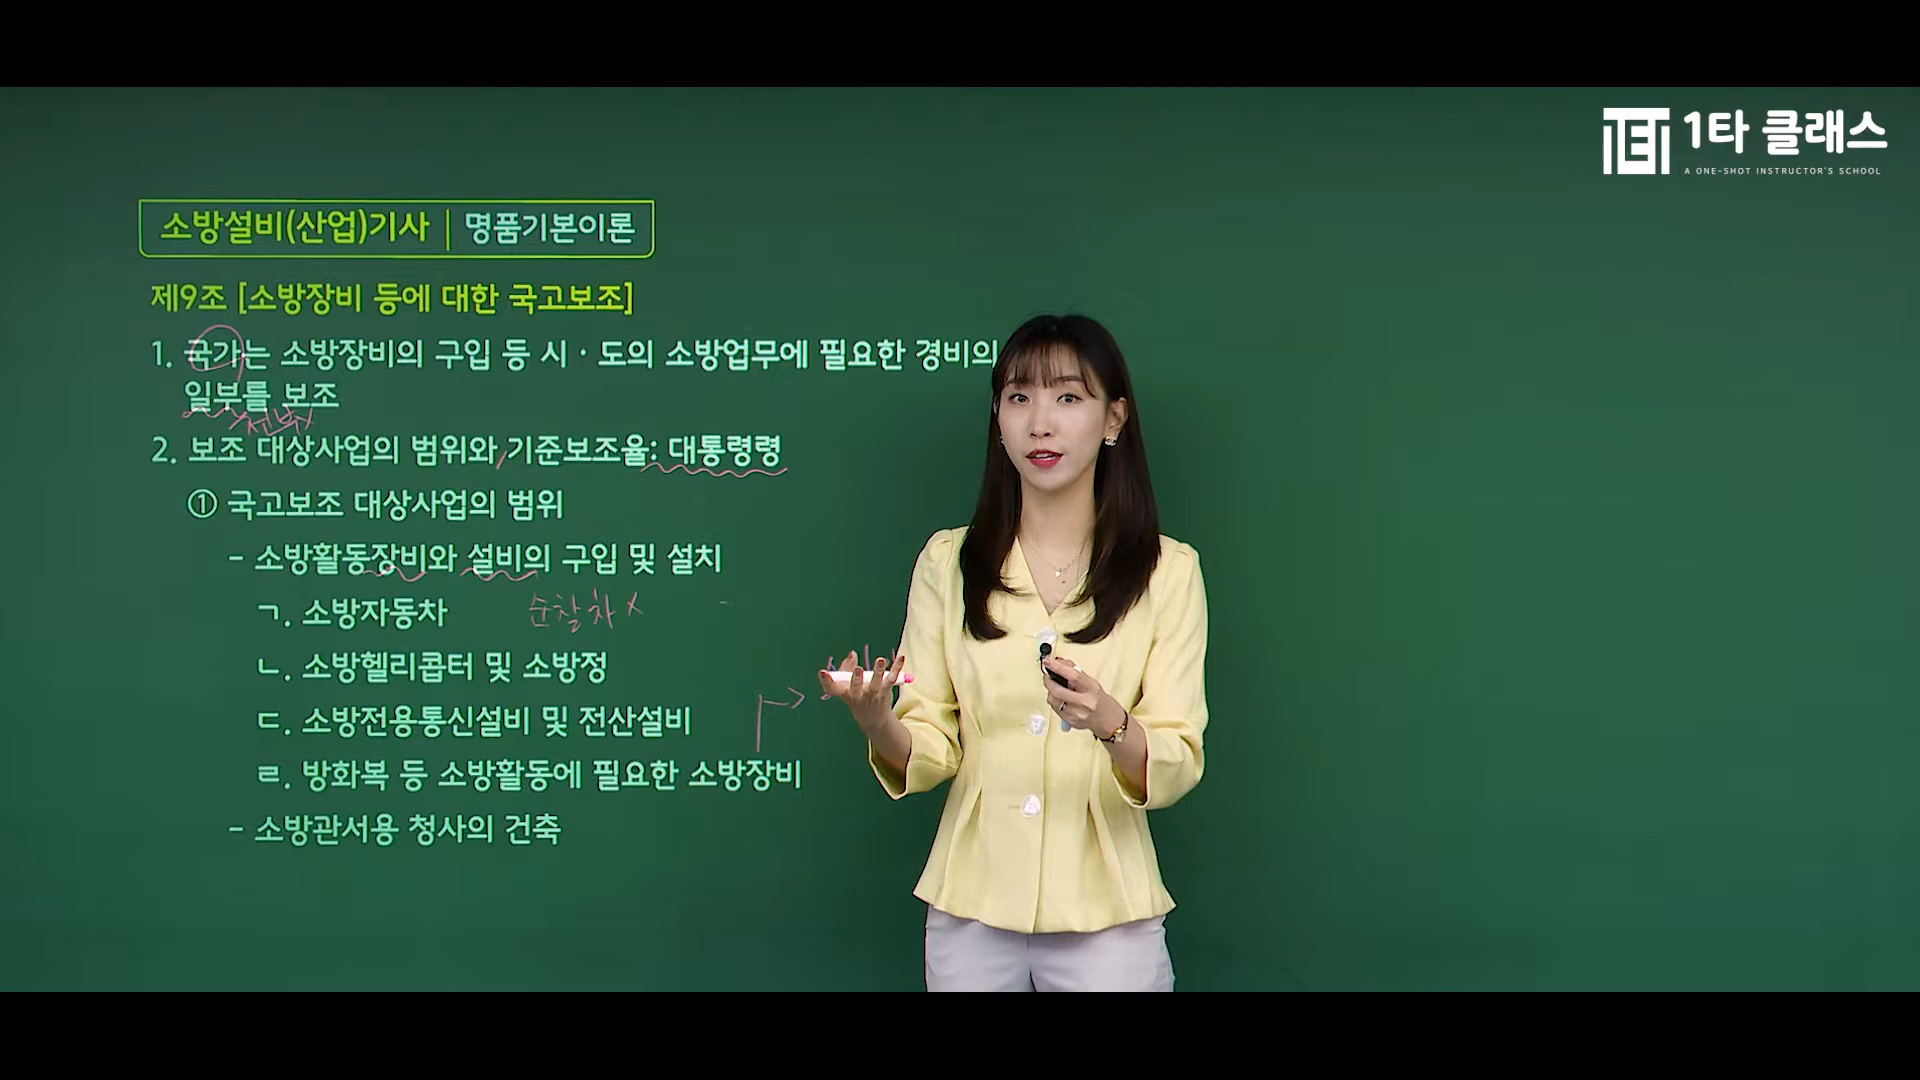 1타 클래스
A ONE-SHOT INSTRUCTOR'S SCHOOL
소방설비(산업)기사 | 명품기본이론
제9조 [소방장비 등에 대한 국고보조]
1. 국가는 소방장비의 구입 등 시·도의 소방업무에 필요한 경비의
일부를 보조
전부x
2. 보조 대상사업의 범위와 기준보조율: 대통령령
① 국고보조 대상사업의 범위
- 소방활동장비와 설비의 구입 및 설치
ㄱ. 소방자동차 순찰차 x
ㄴ. 소방헬리콥터 및 소방정
ㄷ. 소방전용통신설비 및 전산설비
ㄹ. 방화복 등 소방활동에 필요한 소방장비
- 소방관서용 청사의 건축